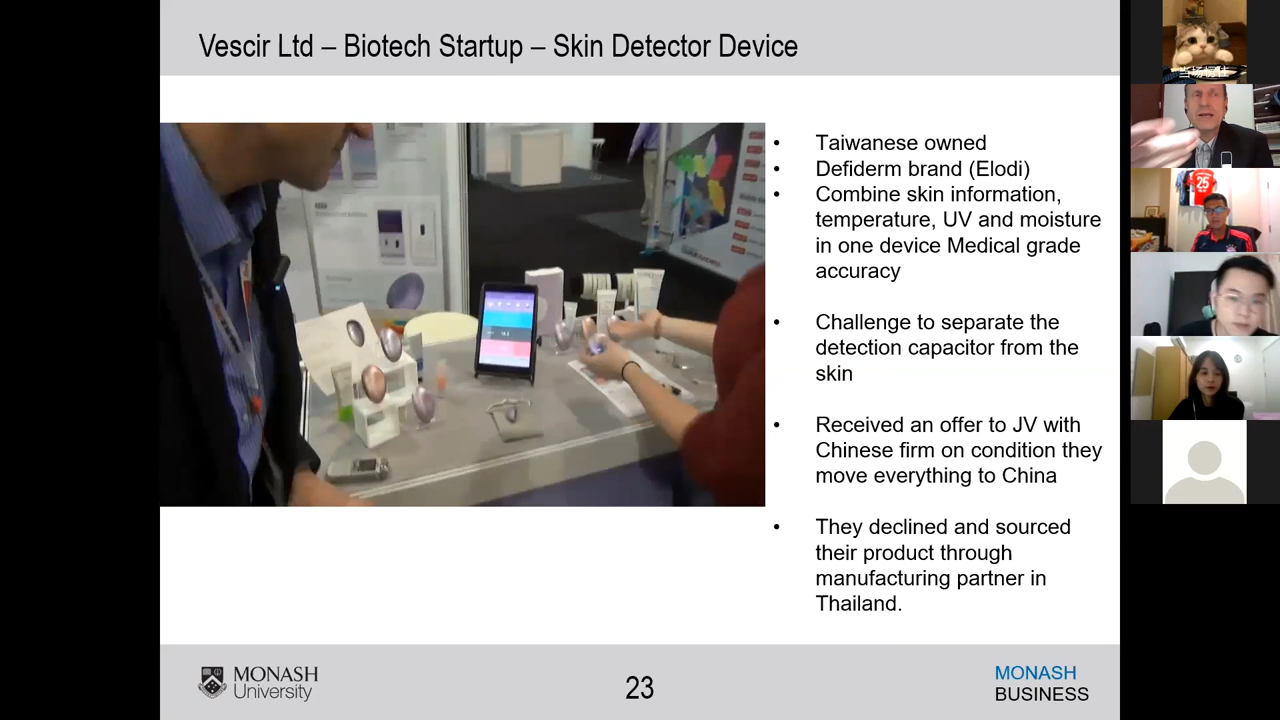 Vescir Ltd – Biotech Startup – Skin Detector Device
• Taiwanese owned
• Defiderm brand (Elodi)
• Combine skin information,
temperature, UV and moisture
in one device Medical grade
accuracy
• Challenge to separate the
detection capacitor from the
skin
• Received an offer to JV with
Chinese firm on condition they
move everything to China
• They declined and sourced
their product through
manufacturing partner in
Thailand.
MONASH
University
23
MONASH
BUSINESS
25